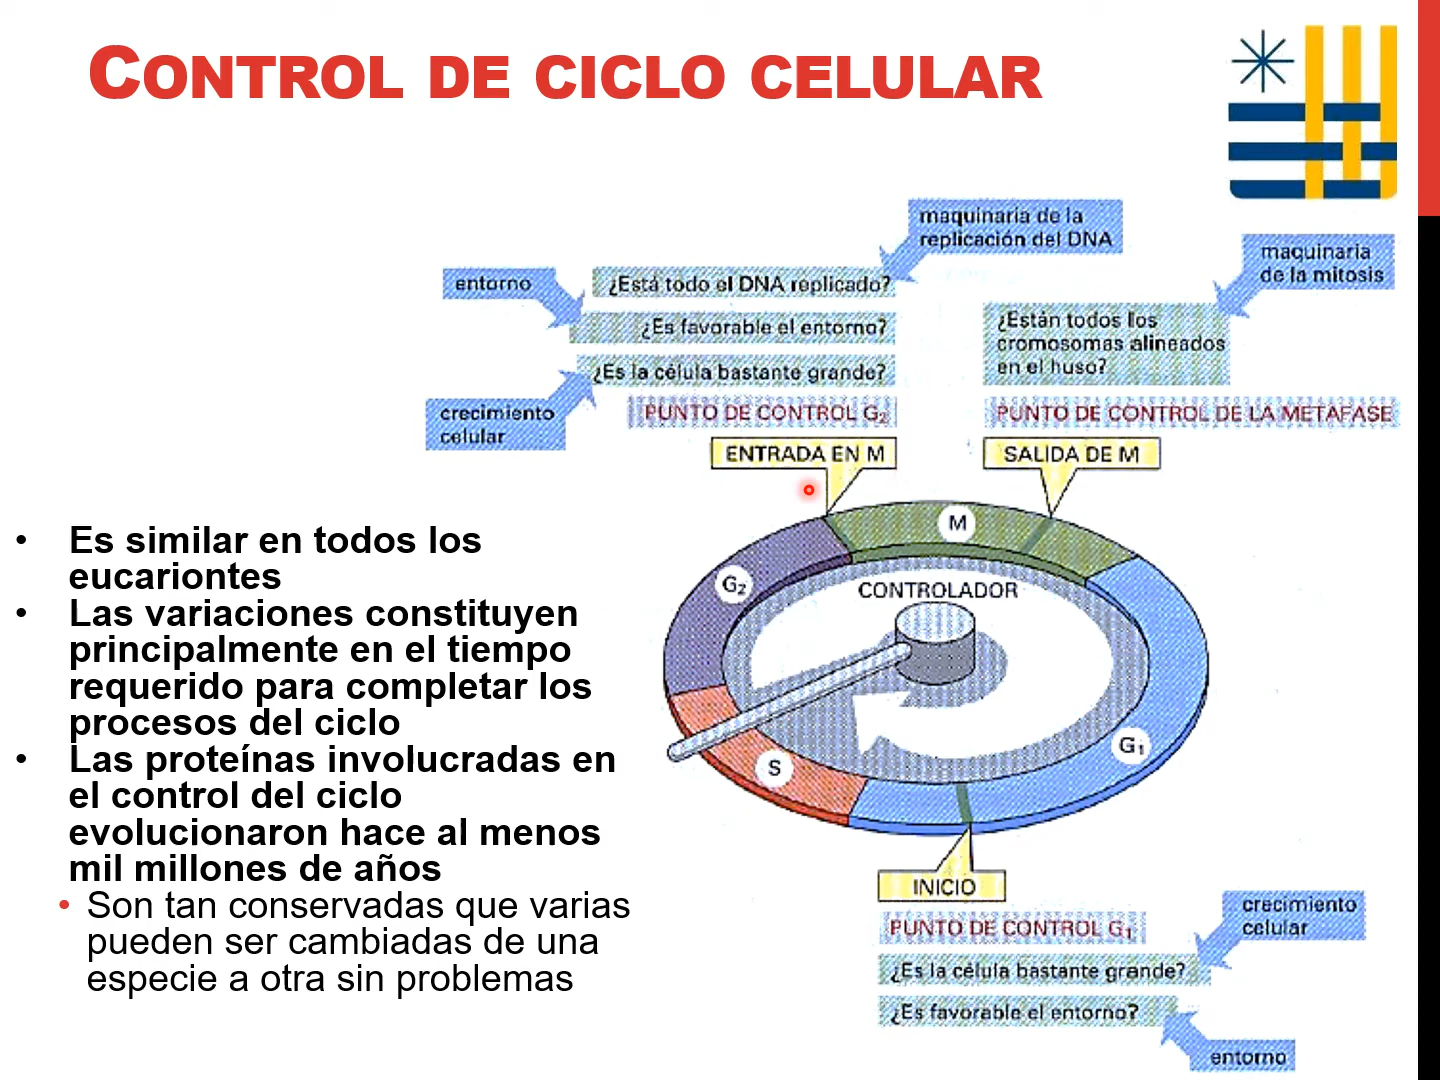 CONTROL DE CICLO CELULAR
maquinaria de la
replicación del DNA
maquinaria
de la mitosis
entorno
¿Está todo el DNA replicado?
¿Es favorable el entorno?
¿Es la célula bastante grande?
crecimiento
celular
PUNTO DE CONTROL G₂
ENTRADA EN M
¿Están todos los
cromosomas alineados
en el huso?
PUNTO DE CONTROL DE LA METAFASE
SALIDA DE M
M
G₂
CONTROLADOR
S
G₁
• Es similar en todos los
eucariontes
• Las variaciones constituyen
principalmente en el tiempo
requerido para completar los
procesos del ciclo
• Las proteínas involucradas en
el control del ciclo
evolucionaron hace al menos
mil millones de años
• Son tan conservadas que varias
pueden ser cambiadas de una
especie a otra sin problemas
INICIO
PUNTO DE CONTROL G₁
¿Es la célula bastante grande?
¿Es favorable el entorno?
crecimiento
celular
entorno